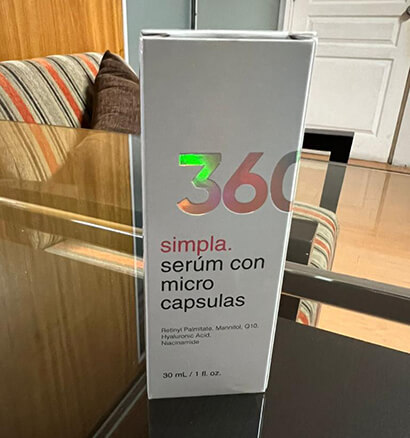 360
simpla.
serúm con
micro
capsulas
Retinyl Palmitate, Mannitol, Q10,
Hyaluronic Acid,
Niacinamide
30 mL / 1 fl. oz.